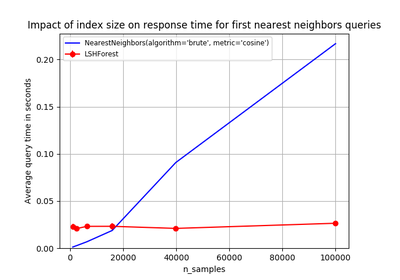 Impact of index size on response time for first nearest neighbors queries
NearestNeighbors(algorithm='brute', metric='cosine')
LSHForest
Average query time in seconds
0.20
0.15
0.10
0.05
0.00
0 20000 40000 60000 80000 100000
n_samples